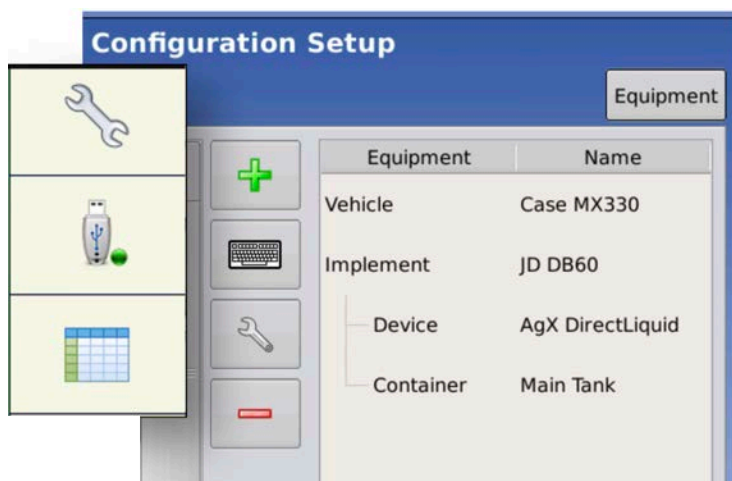 Configuration Setup
Equipment
Equipment Name
Vehicle Case MX330
Implement JD DB60
Device AgX DirectLiquid
Container Main Tank